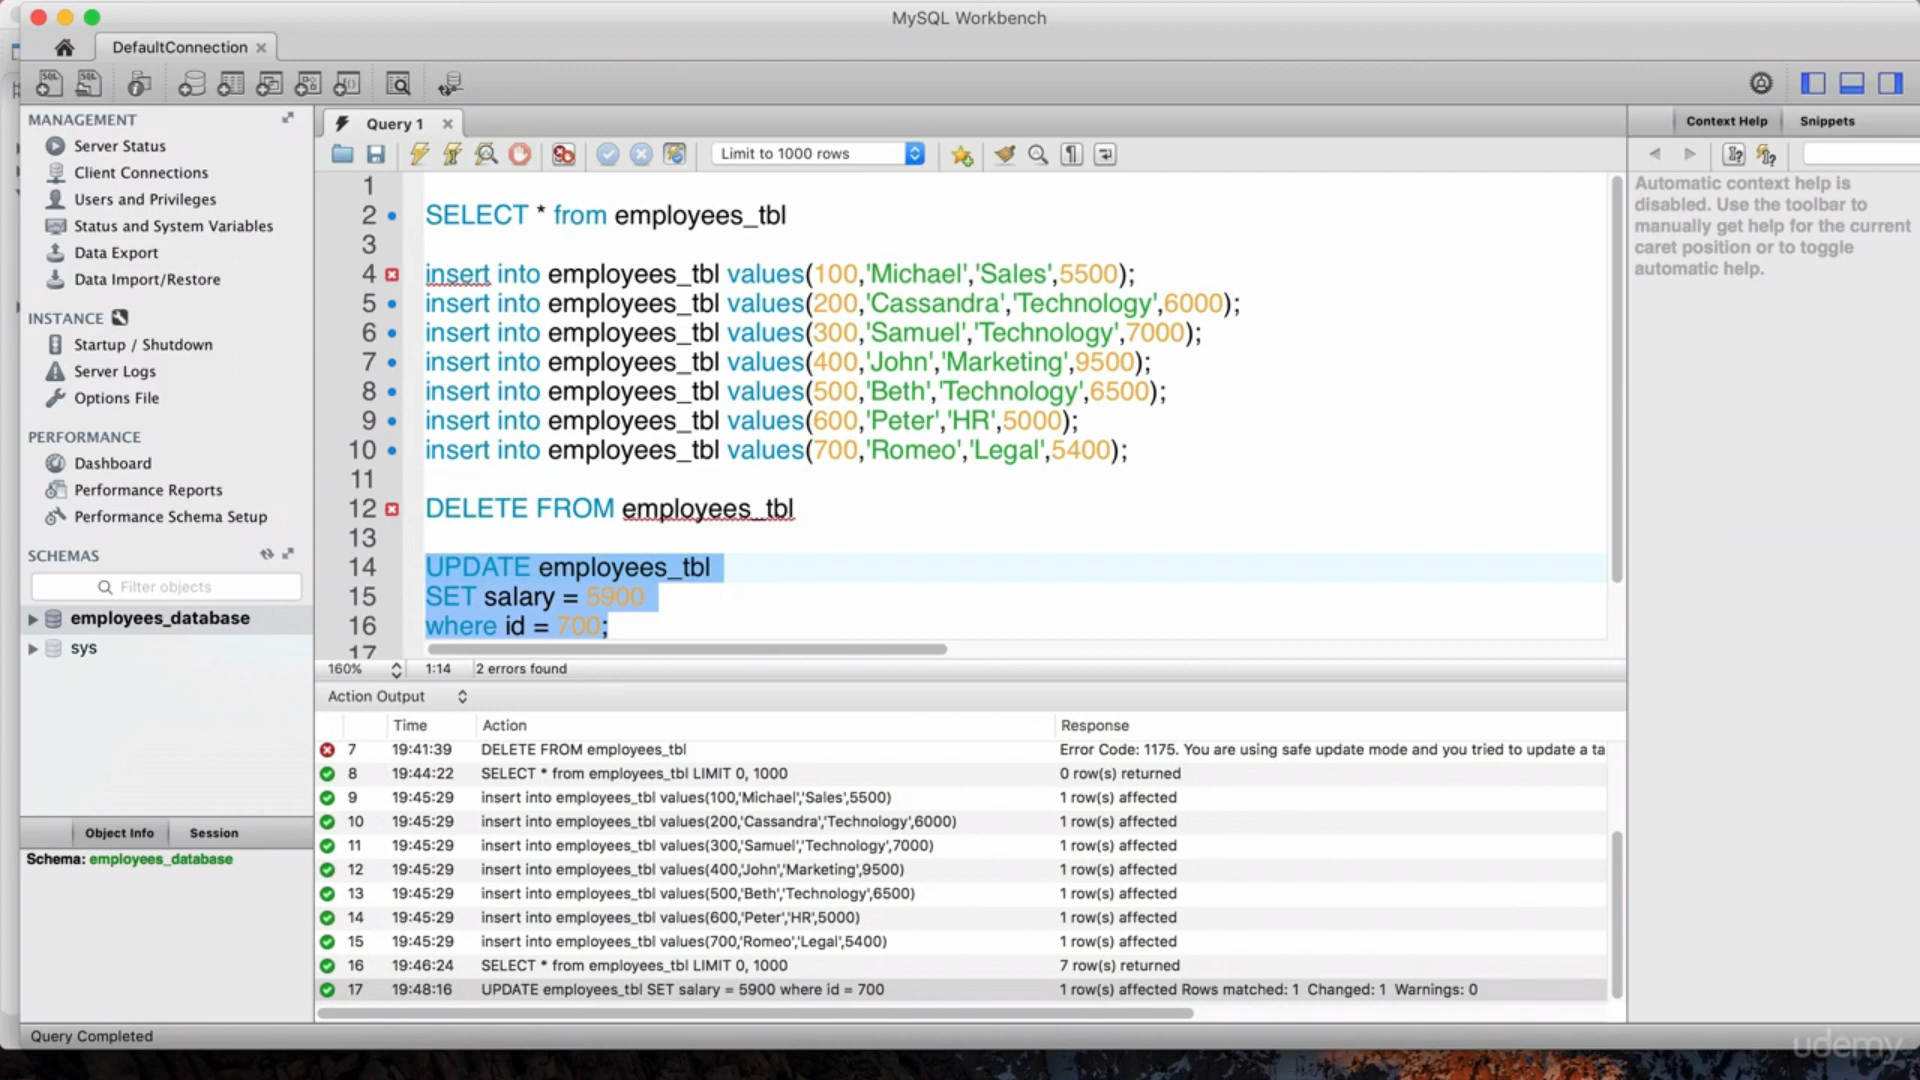 MySQL Workbench
DefaultConnection
MANAGEMENT
Server Status
Client Connections
Users and Privileges
Status and System Variables
Data Export
Data Import/Restore
INSTANCE
Startup / Shutdown
Server Logs
Options File
PERFORMANCE
Dashboard
Performance Reports
Performance Schema Setup
SCHEMAS
Filter objects
employees_database
sys
Object Info Session
Schema: employees_database
Query 1
Limit to 1000 rows
1
2 SELECT * from employees_tbl
3
4 insert into employees_tbl values(100,'Michael','Sales',5500);
5 insert into employees_tbl values(200,'Cassandra','Technology',6000);
6 insert into employees_tbl values(300,'Samuel','Technology',7000);
7 insert into employees_tbl values(400,'John','Marketing',9500);
8 insert into employees_tbl values(500,'Beth','Technology',6500);
9 insert into employees_tbl values(600,'Peter','HR',5000);
10 insert into employees_tbl values(700,'Romeo','Legal',5400);
11
12 DELETE FROM employees_tbl
13
14 UPDATE employees_tbl
15 SET salary = 5900
16 where id = 700;
17
160% 1:14 2 errors found
Action Output
Time Action Response
7 19:41:39 DELETE FROM employees_tbl Error Code: 1175. You are using safe update mode and you tried to update a ta
8 19:44:22 SELECT * from employees_tbl LIMIT 0, 1000 0 row(s) returned
9 19:45:29 insert into employees_tbl values(100,'Michael','Sales',5500) 1 row(s) affected
10 19:45:29 insert into employees_tbl values(200,'Cassandra','Technology',6000) 1 row(s) affected
11 19:45:29 insert into employees_tbl values(300,'Samuel','Technology',7000) 1 row(s) affected
12 19:45:29 insert into employees_tbl values(400,'John','Marketing',9500) 1 row(s) affected
13 19:45:29 insert into employees_tbl values(500,'Beth','Technology',6500) 1 row(s) affected
14 19:45:29 insert into employees_tbl values(600,'Peter','HR',5000) 1 row(s) affected
15 19:45:29 insert into employees_tbl values(700,'Romeo','Legal',5400) 1 row(s) affected
16 19:46:24 SELECT * from employees_tbl LIMIT 0, 1000 7 row(s) returned
17 19:48:16 UPDATE employees_tbl SET salary = 5900 where id = 700 1 row(s) affected Rows matched: 1 Changed: 1 Warnings: 0
Context Help Snippets
Automatic context help is
disabled. Use the toolbar to
manually get help for the current
caret position or to toggle
automatic help.
Query Completed
udemy